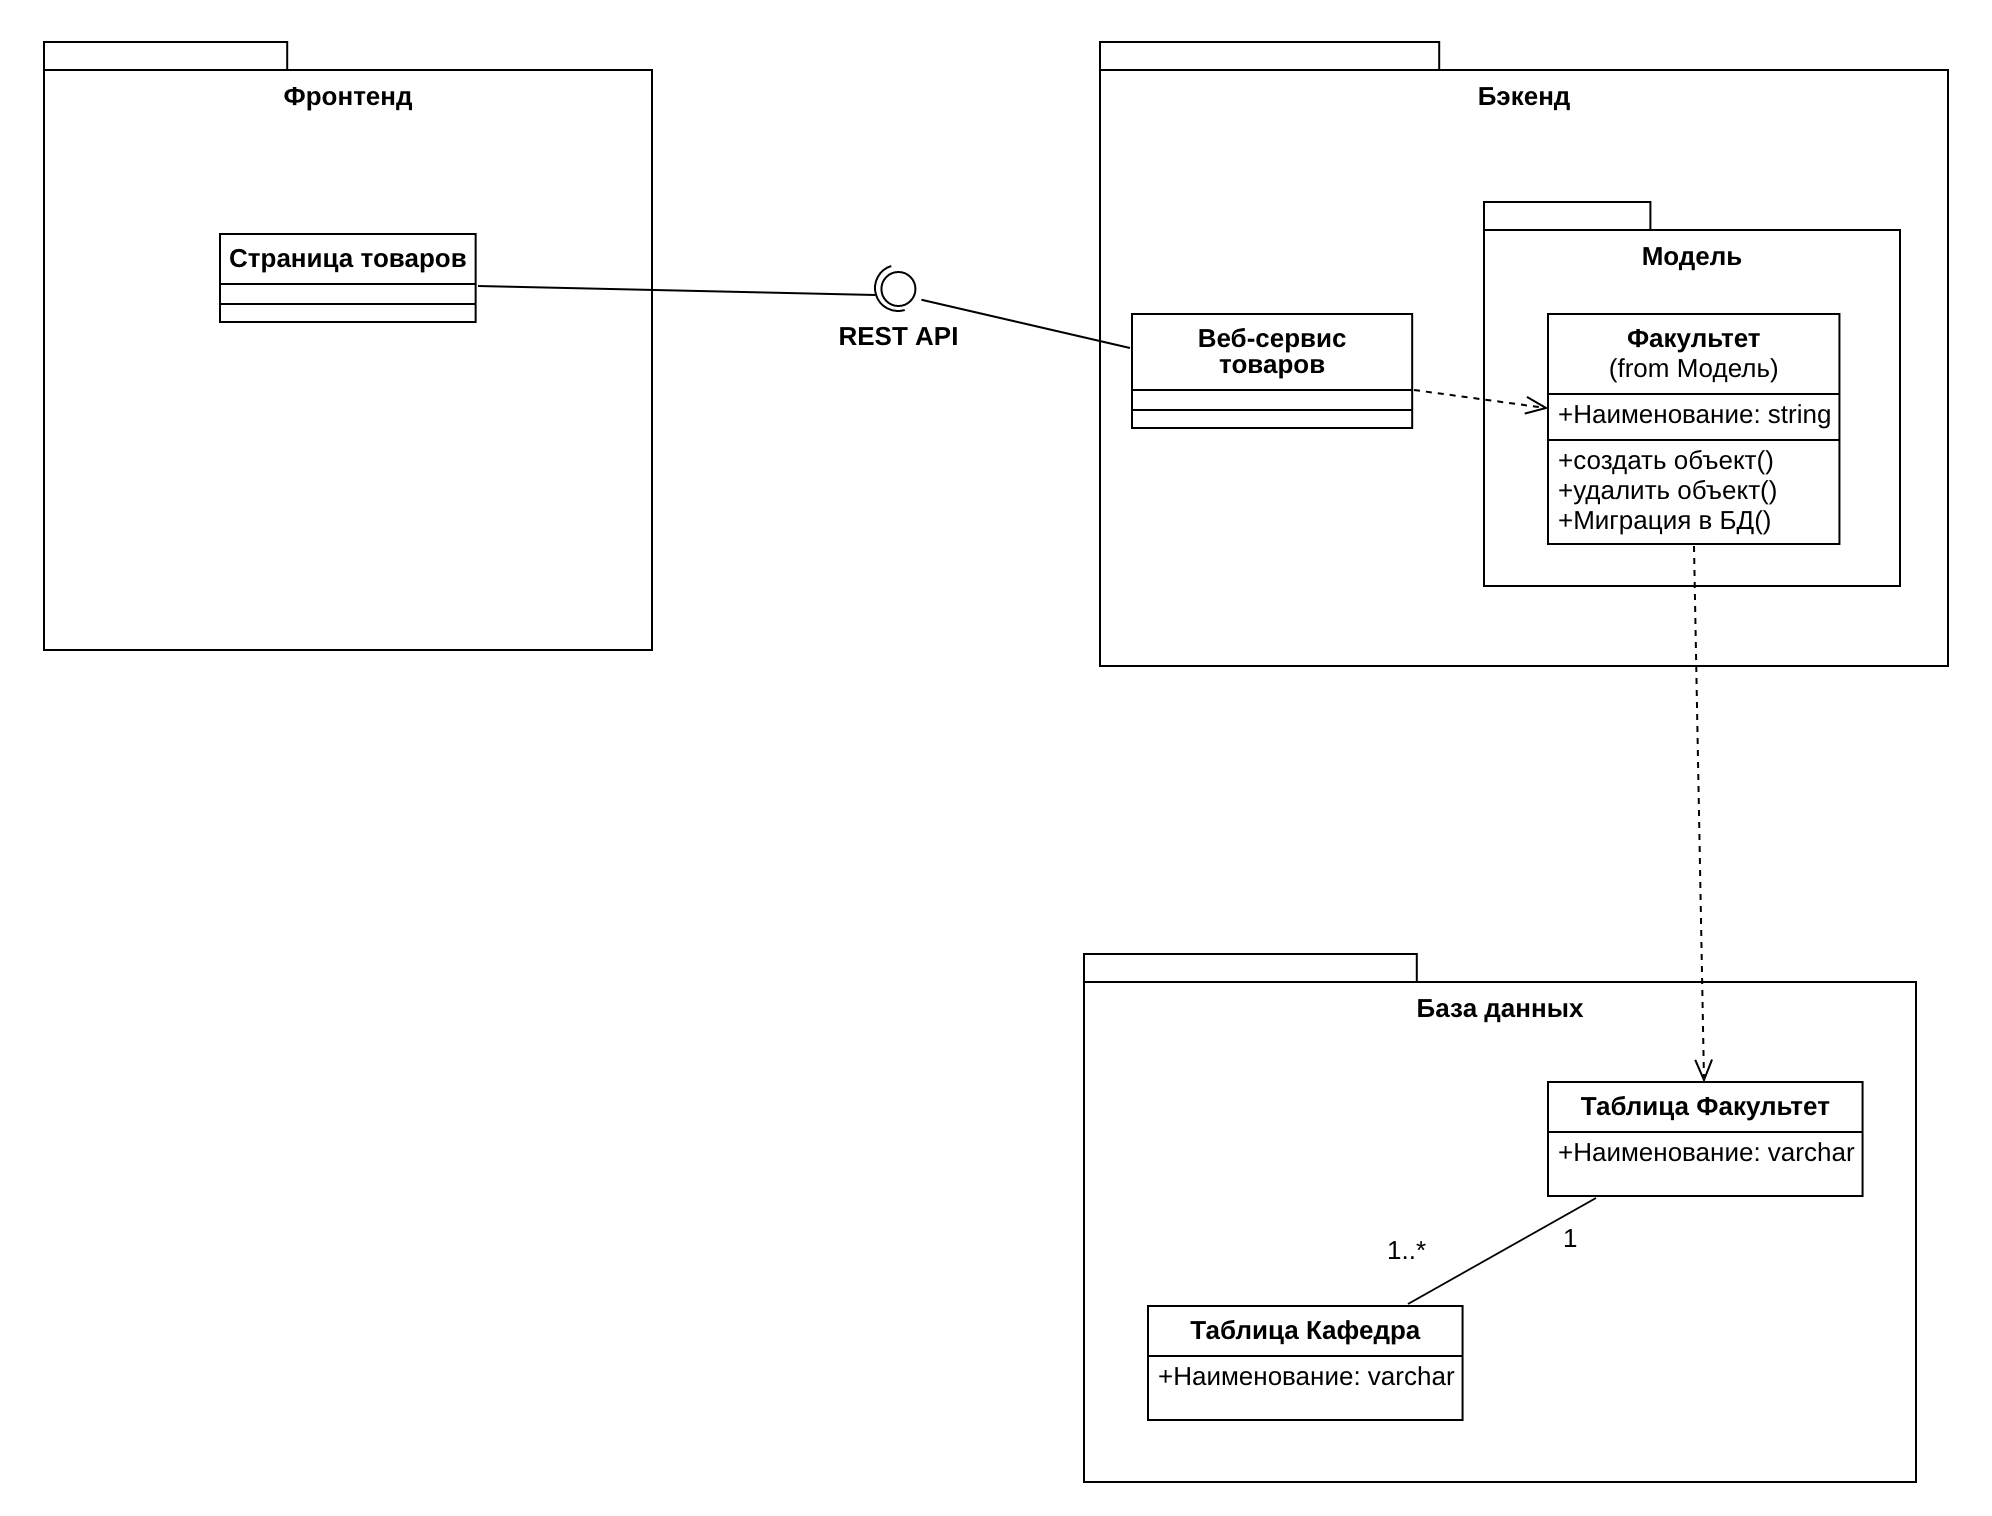 Фронтенд
Страница товаров
REST API
Бэкенд
Веб-сервис
товаров
Модель
Факультет
(from Модель)
+Наименование: string
+создать объект()
+удалить объект()
+Миграция в БД()
База данных
Таблица Факультет
+Наименование: varchar
1..*
1
Таблица Кафедра
+Наименование: varchar